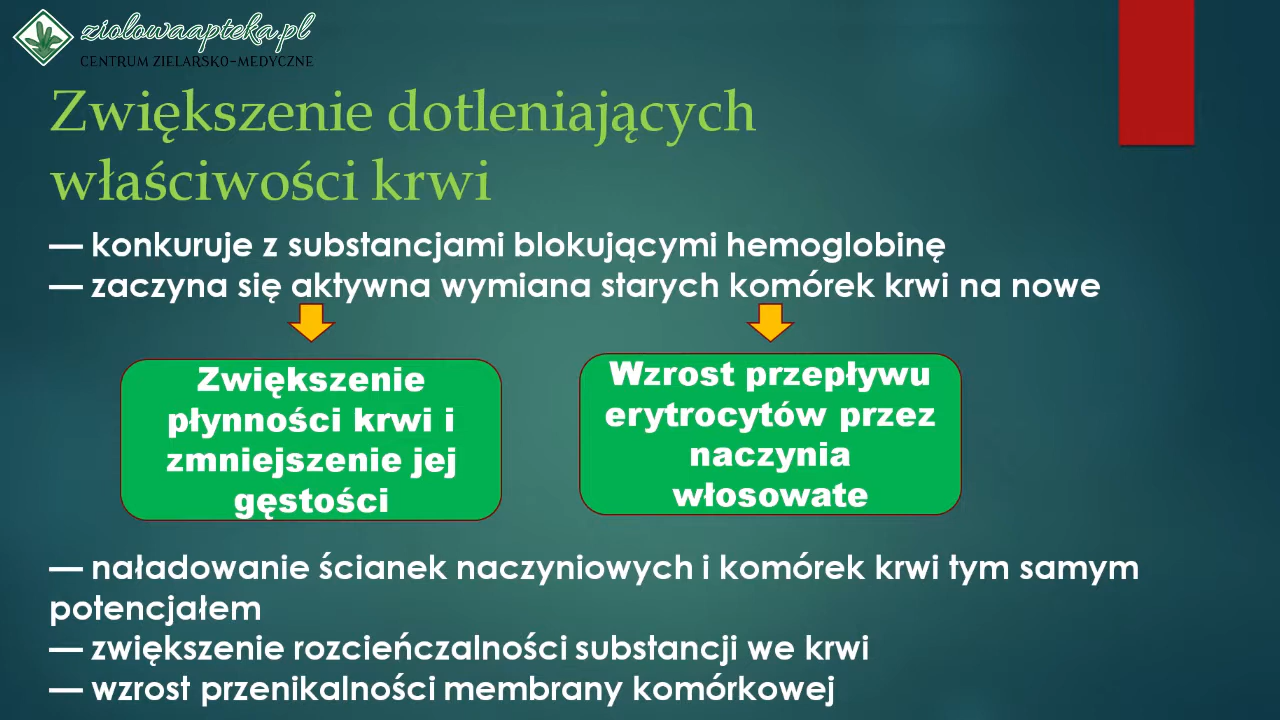 ziolowaapteka.pl
CENTRUM ZIELARSKO-MEDYCZNE
Zwiększenie dotleniających
właściwości krwi
— konkuruje z substancjami blokującymi hemoglobinę
— zaczyna się aktywna wymiana starych komórek krwi na nowe
Zwiększenie
płynności krwi i
zmniejszenie jej
gęstości
Wzrost przepływu
erytrocytów przez
naczynia
włosowate
— naładowanie ścianek naczyniowych i komórek krwi tym samym
potencjałem
— zwiększenie rozcieńczalności substancji we krwi
— wzrost przenikalności membrany komórkowej